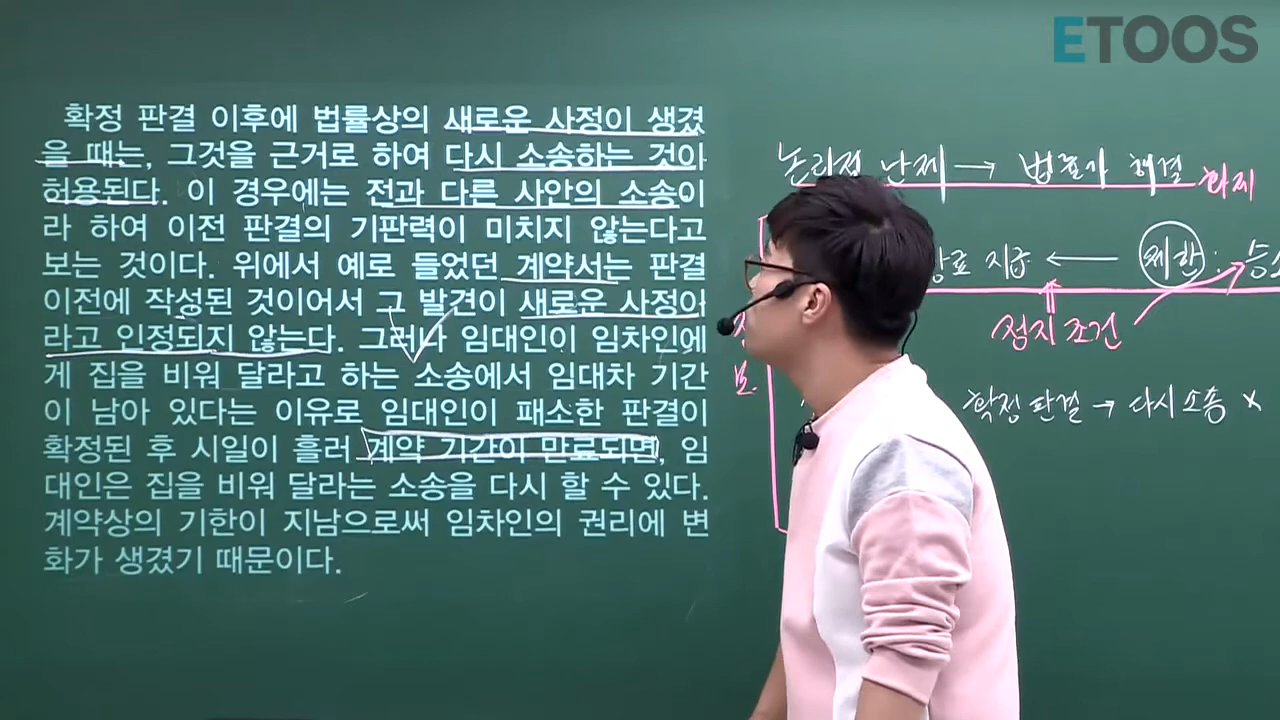 ETOOS
확정 판결 이후에 법률상의 새로운 사정이 생겼
을 때는, 그것을 근거로 하여 다시 소송하는 것이
허용된다. 이 경우에는 전과 다른 사안의 소송이
라 하여 이전 판결의 기판력이 미치지 않는다고
보는 것이다. 위에서 예로 들었던 계약서는 판결
이전에 작성된 것이어서 그 발견이 새로운 사정이
라고 인정되지 않는다. 그러나 임대인이 임차인에
게 집을 비워 달라고 하는 소송에서 임대차 기간
이 남아 있다는 이유로 임대인이 패소한 판결이
확정된 후 시일이 흘러 계약 기간이 만료되면, 임
대인은 집을 비워 달라는 소송을 다시 할 수 있다.
계약상의 기한이 지남으로써 임차인의 권리에 변
화가 생겼기 때문이다.
논리적 난제 → 법률가 해결 화제
지급 ← 제한
정지 조건
확정 판결 → 다시 소송 ×